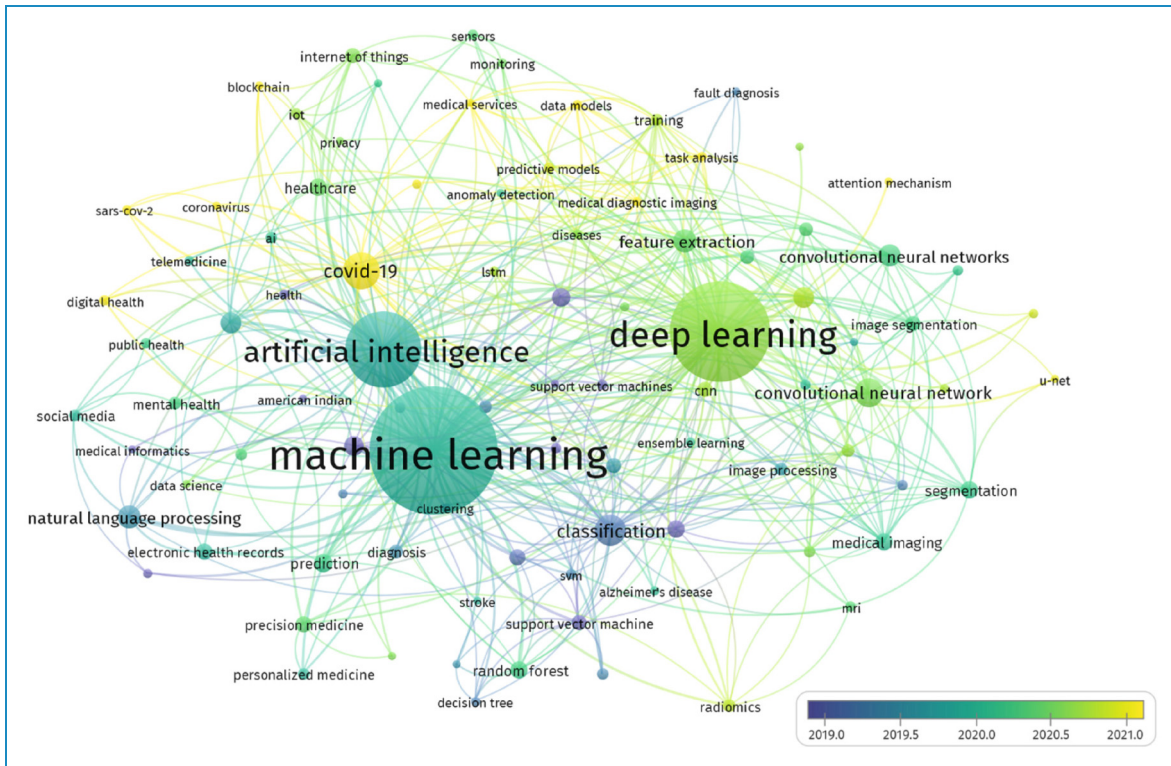 sensors
internet of things
monitoring
blockchain
fault diagnosis
medical services
data models
iot
training
privacy
task analysis
predictive models
attention mechanism
healthcare
anomaly detection
medical diagnostic imaging
sars-cov-2
coronavirus
ai
diseases
feature extraction
convolutional neural networks
telemedicine
covid-19
lstm
health
digital health
image segmentation
deep learning
public health
artificial intelligence
u-net
support vector machines
cnn
convolutional neural network
american indian
mental health
social media
ensemble learning
medical informatics
machine learning
image processing
data science
segmentation
clustering
natural language processing
classification
medical imaging
electronic health records
diagnosis
prediction
svm
alzheimer's disease
stroke
mri
precision medicine
support vector machine
personalized medicine
random forest
decision tree
radiomics
2019.0 2019.5 2020.0 2020.5 2021.0